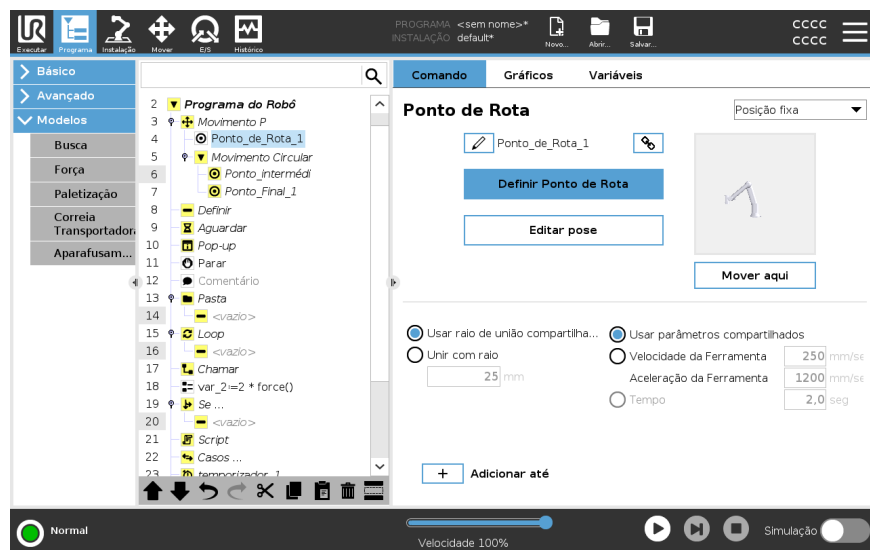 PROGRAMA <sem nome>*
INSTALAÇÃO default*
Executar Programa Instalação Mover E/S Histórico Novo... Abrir... Salvar...
CCCC
CCCC
Básico
Avançado
Modelos
Busca
Força
Paletização
Correia
Transportador
Aparafusam...
2 Programa do Robô
3 Movimento P
4 Ponto_de_Rota_1
5 Movimento Circular
6 Ponto_intermédi
7 Ponto_Final_1
8 Definir
9 Aguardar
10 Pop-up
11 Parar
12 Comentário
13 Pasta
14 <vazio>
15 Loop
16 <vazio>
17 Chamar
18 var_2≔2 * force()
19 Se ...
20 <vazio>
21 Script
22 Casos ...
23 temporizador_1
Comando Gráficos Variáveis
Ponto de Rota
Posição fixa
Ponto_de_Rota_1
Definir Ponto de Rota
Editar pose
Mover aqui
Usar raio de união compartilha...
Unir com raio
25 mm
Usar parâmetros compartilhados
Velocidade da Ferramenta 250 mm/se
Aceleração da Ferramenta 1200 mm/se
Tempo 2,0 seg
+ Adicionar até
Normal
Velocidade 100%
Simulação